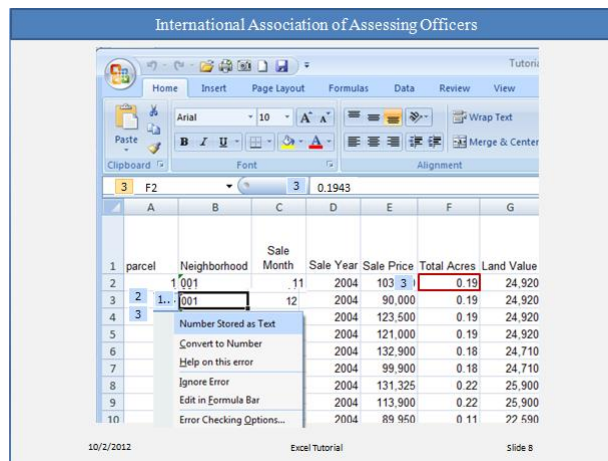 International Association of Assessing Officers
Tutoria
Home Insert Page Layout Formulas Data Review View
Paste
Arial 10 A A Wrap Text
B I U A Merge & Center
Clipboard Font Alignment
3 F2 3 0.1943
A B C D E F G
1 parcel Neighborhood Sale Month Sale Year Sale Price Total Acres Land Value
2 1 001 11 2004 103 3 0.19 24,920
3 2 1.. 001 12 2004 90,000 0.19 24,920
4 3 2004 123,500 0.19 24,920
Number Stored as Text
5 2004 121,000 0.19 24,920
Convert to Number
6 2004 132,900 0.18 24,710
Help on this error
7 2004 99,900 0.18 24,710
Ignore Error
8 2004 131,325 0.22 25,900
Edit in Formula Bar
9 2004 113,900 0.22 25,900
Error Checking Options...
10 2004 89,950 0.11 22,590
10/2/2012 Excel Tutorial Slide 8